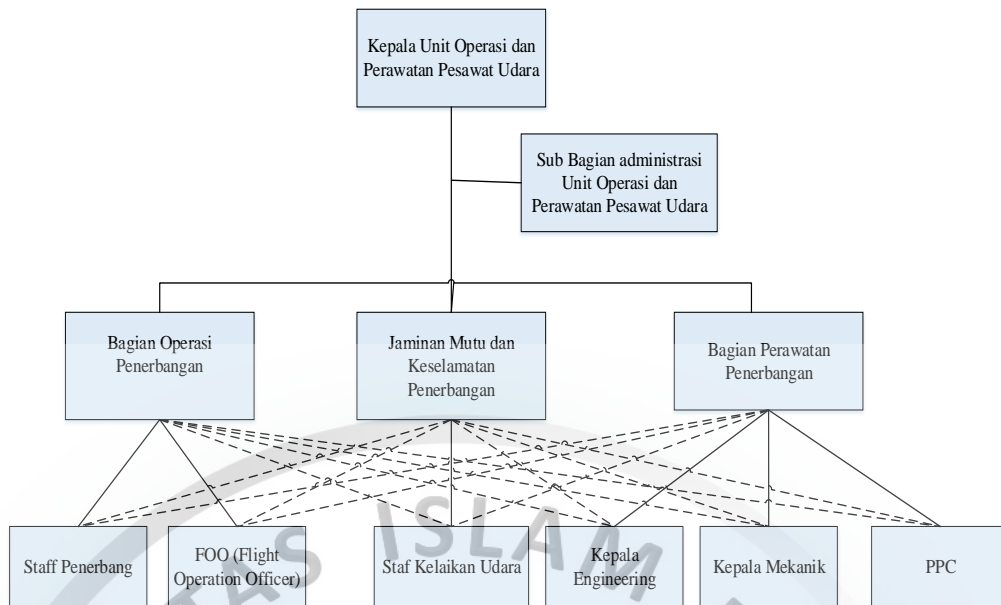 Kepala Unit Operasi dan
Perawatan Pesawat Udara
Sub Bagian administrasi
Unit Operasi dan
Perawatan Pesawat Udara
Bagian Operasi
Penerbangan
Jaminan Mutu dan
Keselamatan
Penerbangan
Bagian Perawatan
Penerbangan
Staff Penerbang
FOO (Flight
Operation Officer)
Staf Kelaikan Udara
Kepala
Engineering
Kepala Mekanik
PPC
TAS ISLAM